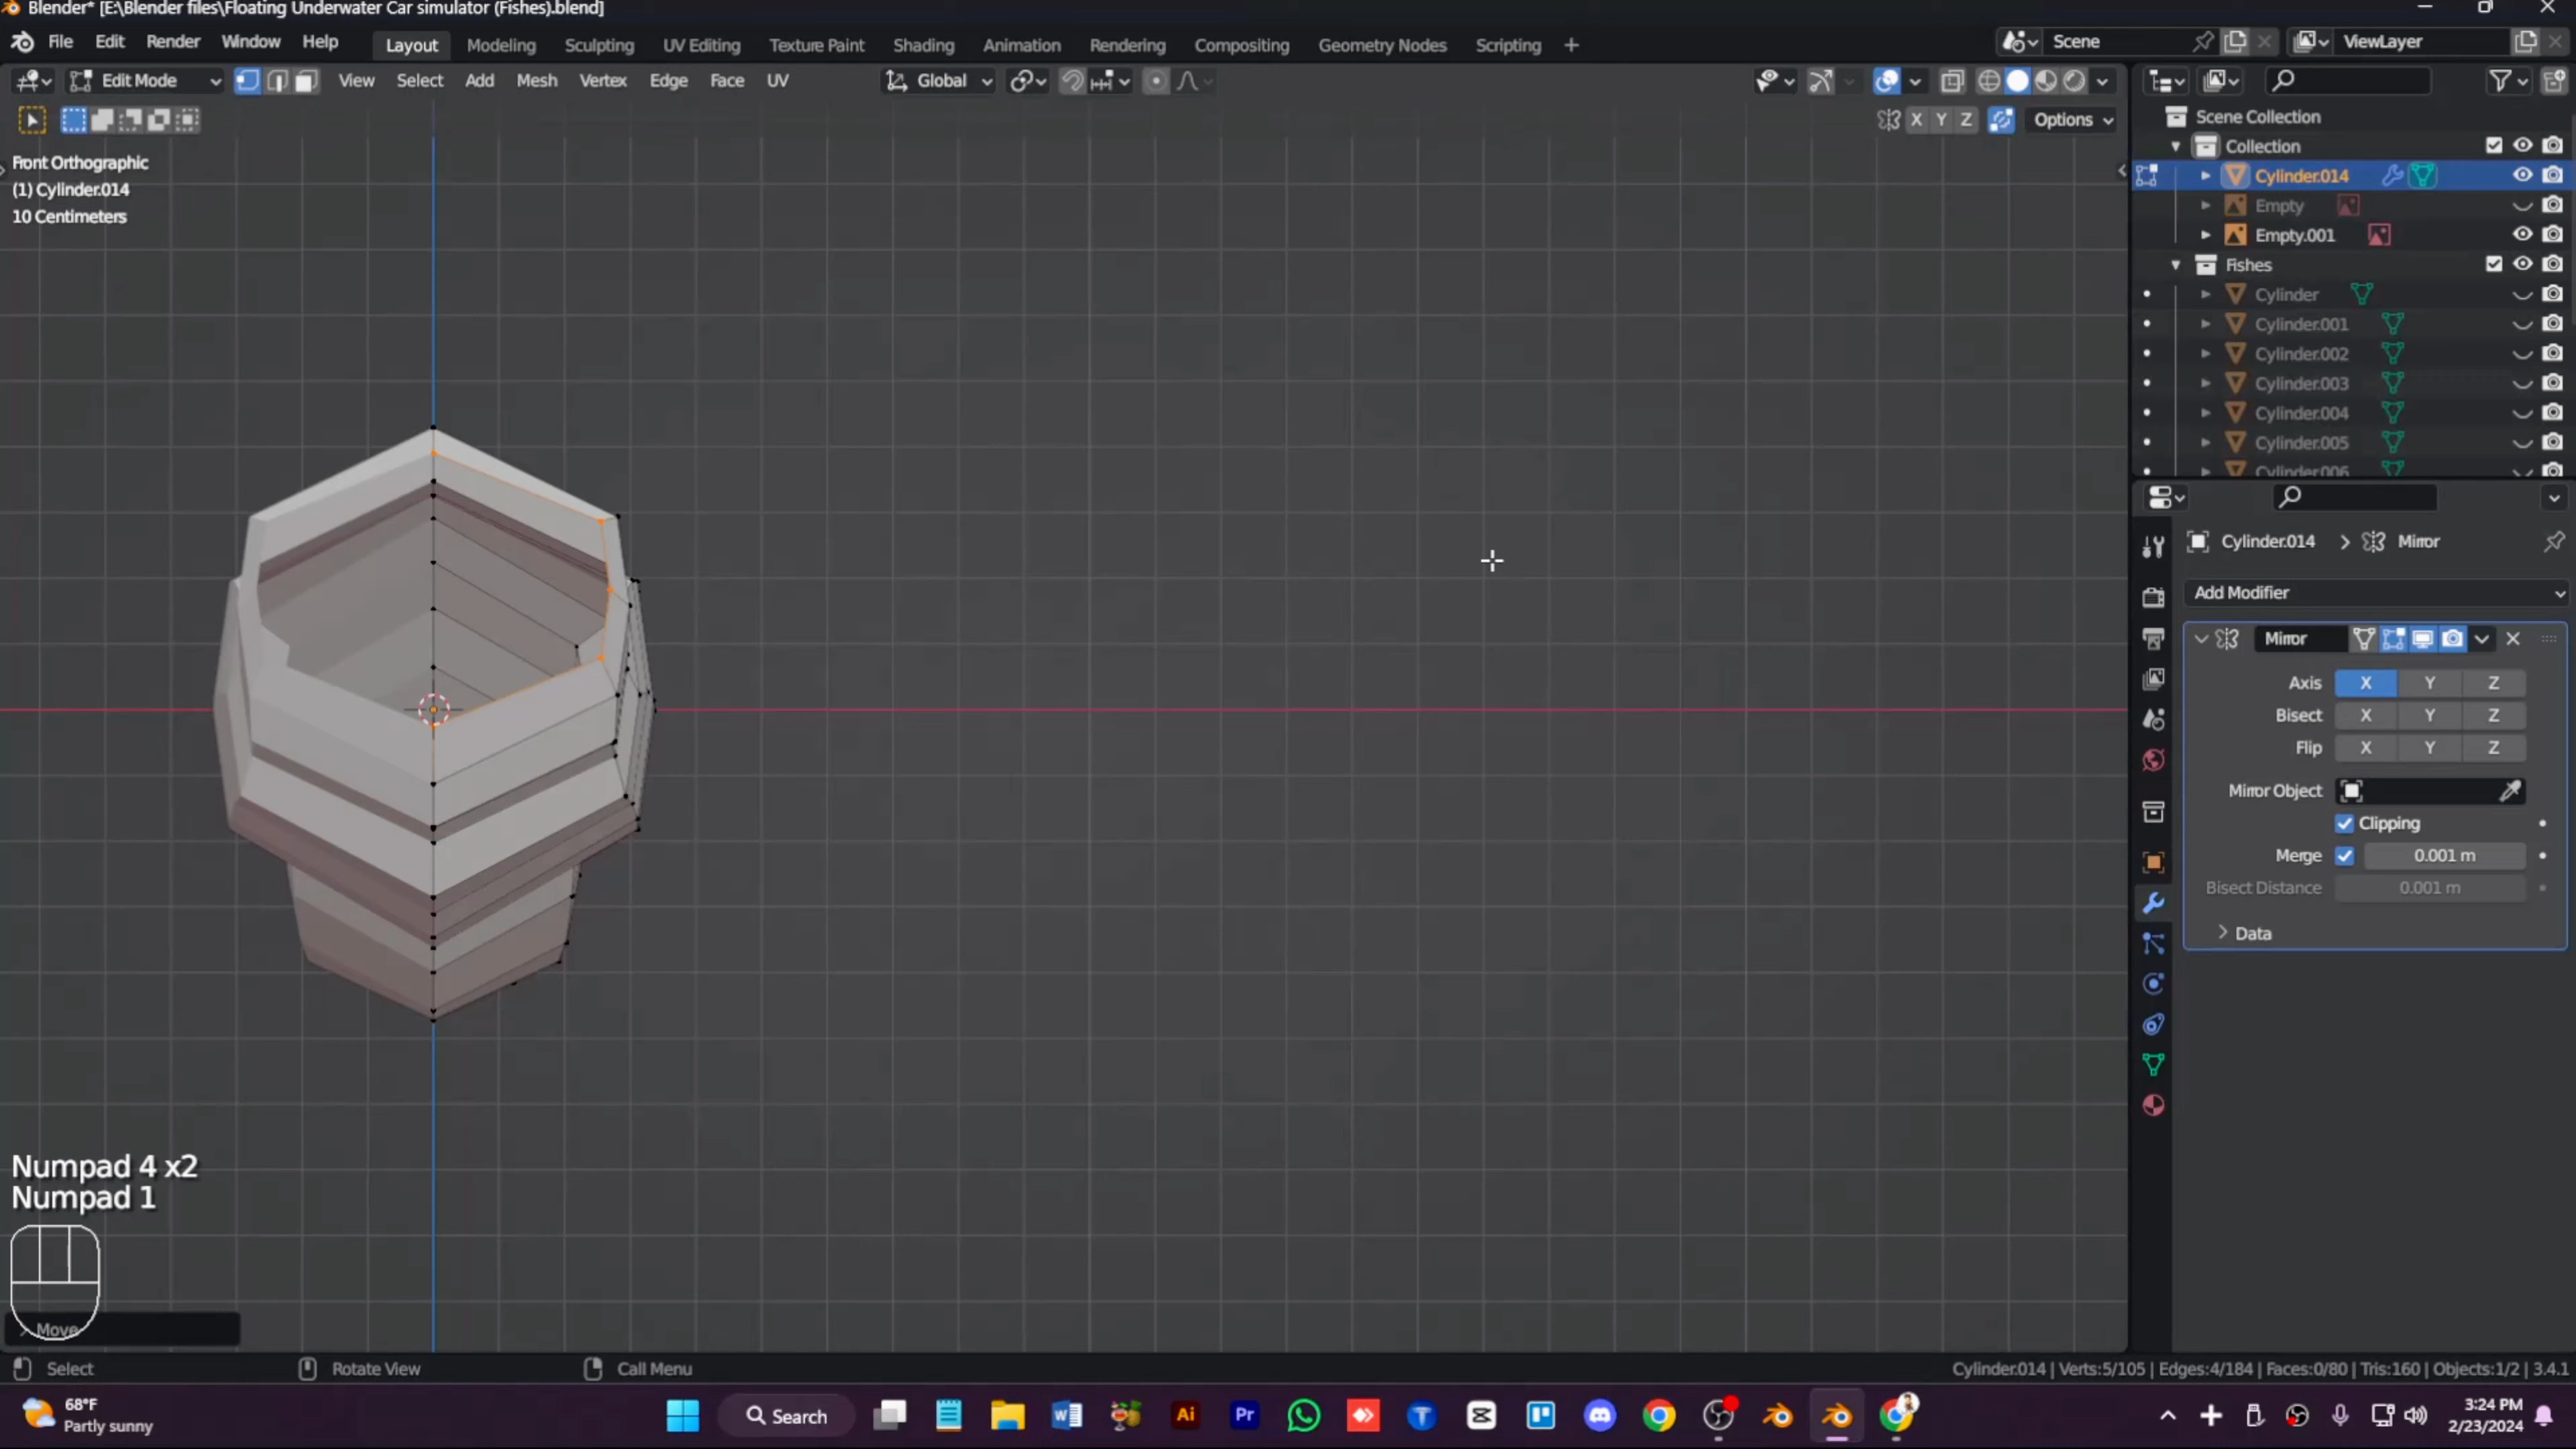 Blender* [E:\Blender files\Floating Underwater Car simulator (Fishes).blend]
File Edit Render Window Help Layout Modeling Sculpting UV Editing Texture Paint Shading Animation Rendering Compositing Geometry Nodes Scripting + Scene ViewLayer
Edit Mode View Select Add Mesh Vertex Edge Face UV Global
X Y Z Options
Front Orthographic
(1) Cylinder.014
10 Centimeters
Scene Collection
Collection
Cylinder.014
Empty
Empty.001
Fishes
Cylinder
Cylinder.001
Cylinder.002
Cylinder.003
Cylinder.004
Cylinder.005
Cylinder.006
Cylinder.014 > Mirror
Add Modifier
Mirror
Axis X Y Z
Bisect X Y Z
Flip X Y Z
Mirror Object
Clipping
Merge 0.001 m
Bisect Distance 0.001 m
Data
Numpad 4 x2
Numpad 1
Move
Select Rotate View Call Menu Cylinder.014 | Verts:5/105 | Edges:4/184 | Faces:0/80 | Tris:160 | Objects:1/2 | 3.4.1
68°F
Partly sunny
Search
Ai
Pr
3:24 PM
2/23/2024